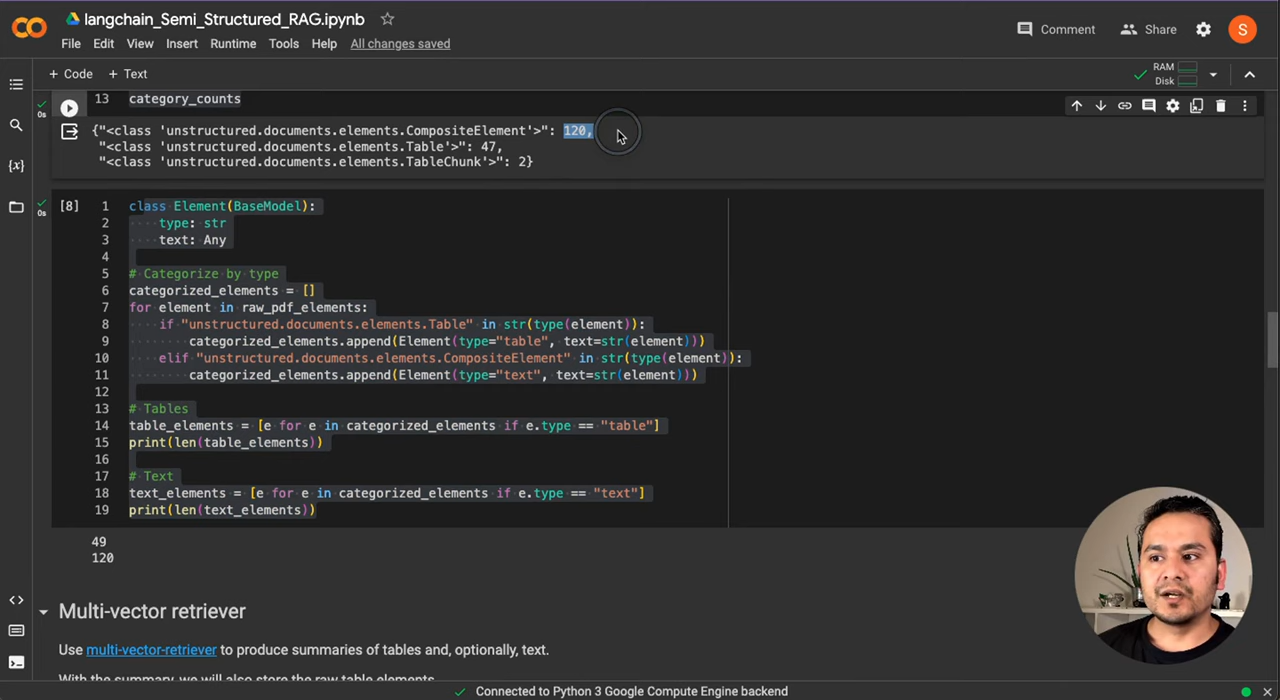 langchain_Semi_Structured_RAG.ipynb
File Edit View Insert Runtime Tools Help All changes saved
Comment Share S
+ Code + Text
RAM
Disk
13 category_counts
0s
{"<class 'unstructured.documents.elements.CompositeElement'>": 120,
"<class 'unstructured.documents.elements.Table'>": 47,
"<class 'unstructured.documents.elements.TableChunk'>": 2}
[8] 1 class Element(BaseModel):
0s
2 type: str
3 text: Any
4
5 # Categorize by type
6 categorized_elements = []
7 for element in raw_pdf_elements:
8 if "unstructured.documents.elements.Table" in str(type(element)):
9 categorized_elements.append(Element(type="table", text=str(element)))
10 elif "unstructured.documents.elements.CompositeElement" in str(type(element)):
11 categorized_elements.append(Element(type="text", text=str(element)))
12
13 # Tables
14 table_elements = [e for e in categorized_elements if e.type == "table"]
15 print(len(table_elements))
16
17 # Text
18 text_elements = [e for e in categorized_elements if e.type == "text"]
19 print(len(text_elements))
49
120
Multi-vector retriever
Use multi-vector-retriever to produce summaries of tables and, optionally, text.
With the summary, we will also store the raw table elements.
Connected to Python 3 Google Compute Engine backend